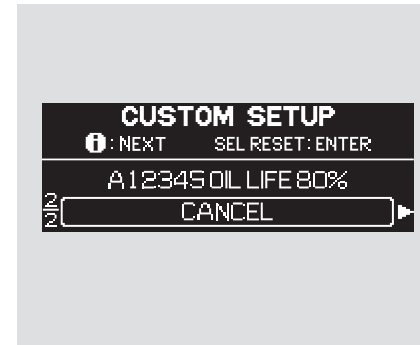 CUSTOM SETUP
i : NEXT SEL RESET : ENTER
A12345 OIL LIFE 80%
2/2 CANCEL